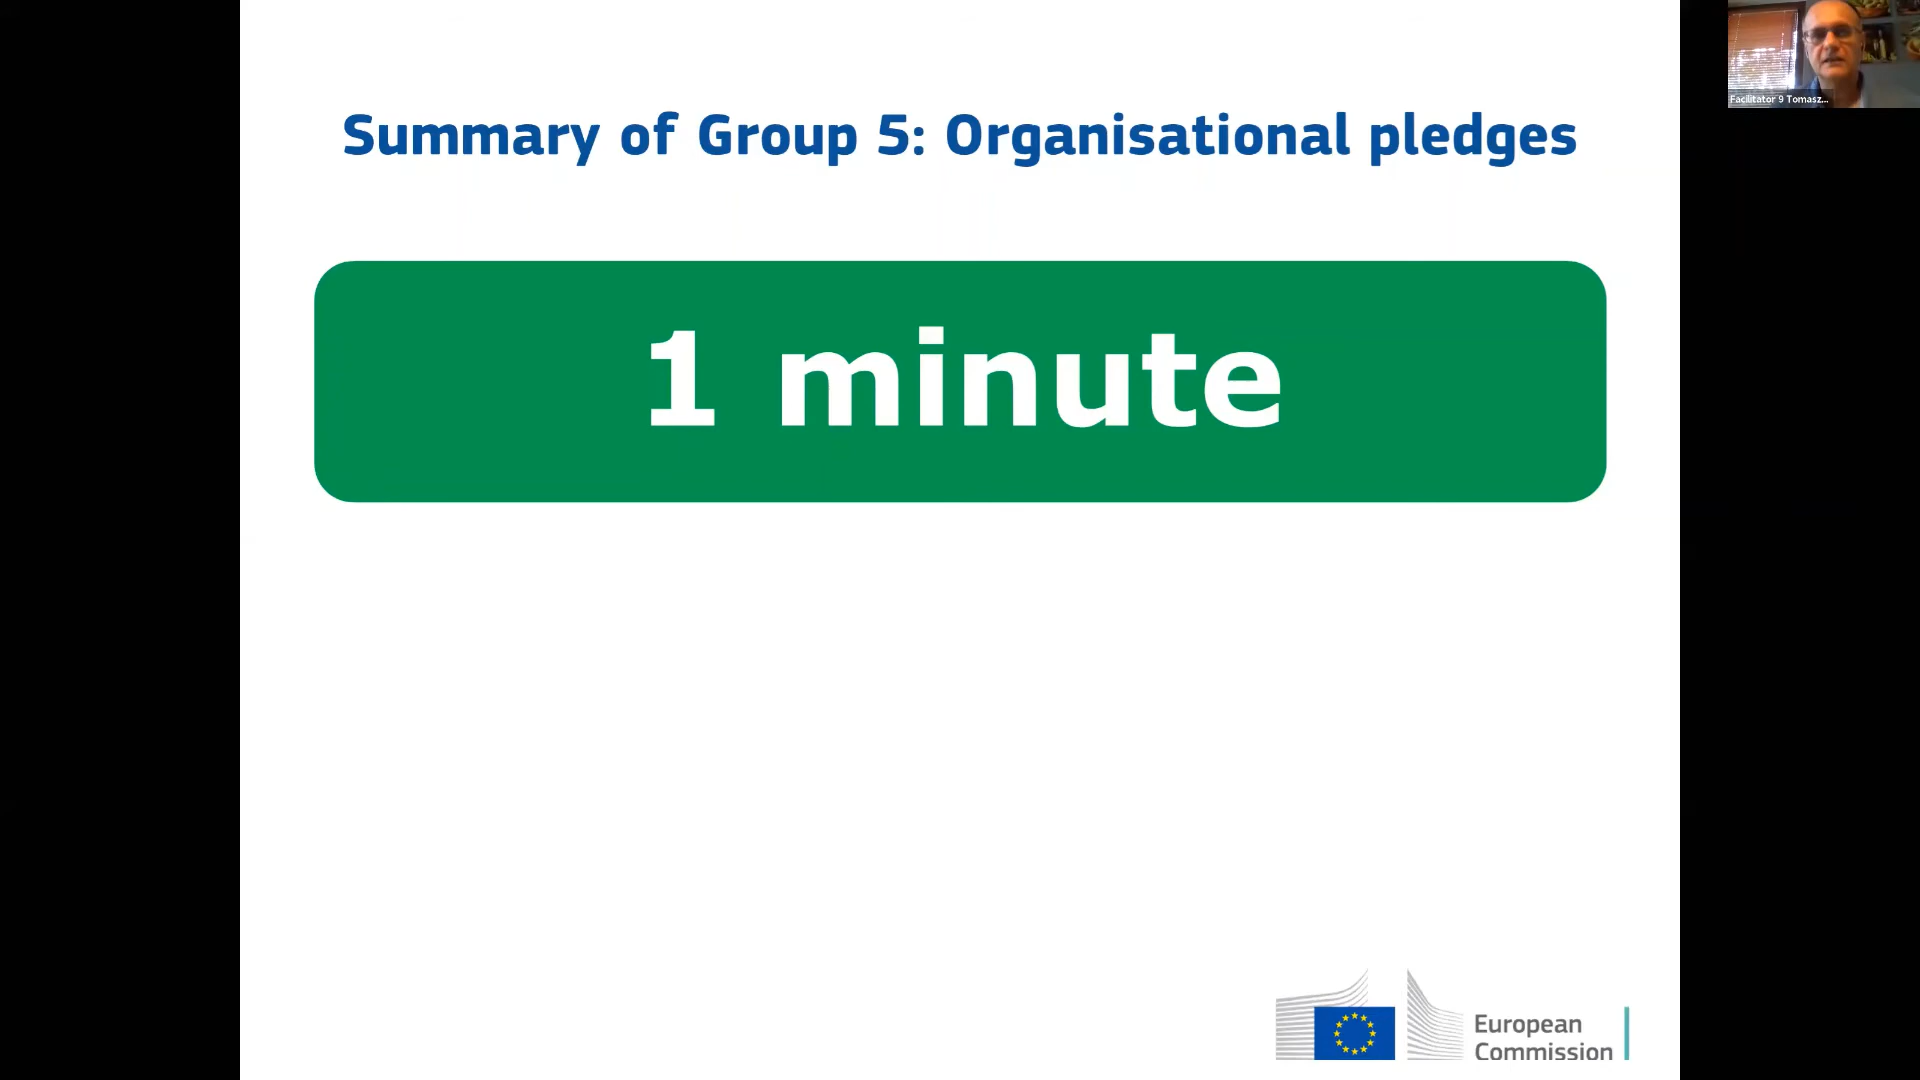 Summary of Group 5: Organisational pledges
1 minute
Facilitator 9 Tomasz...
European
Commission